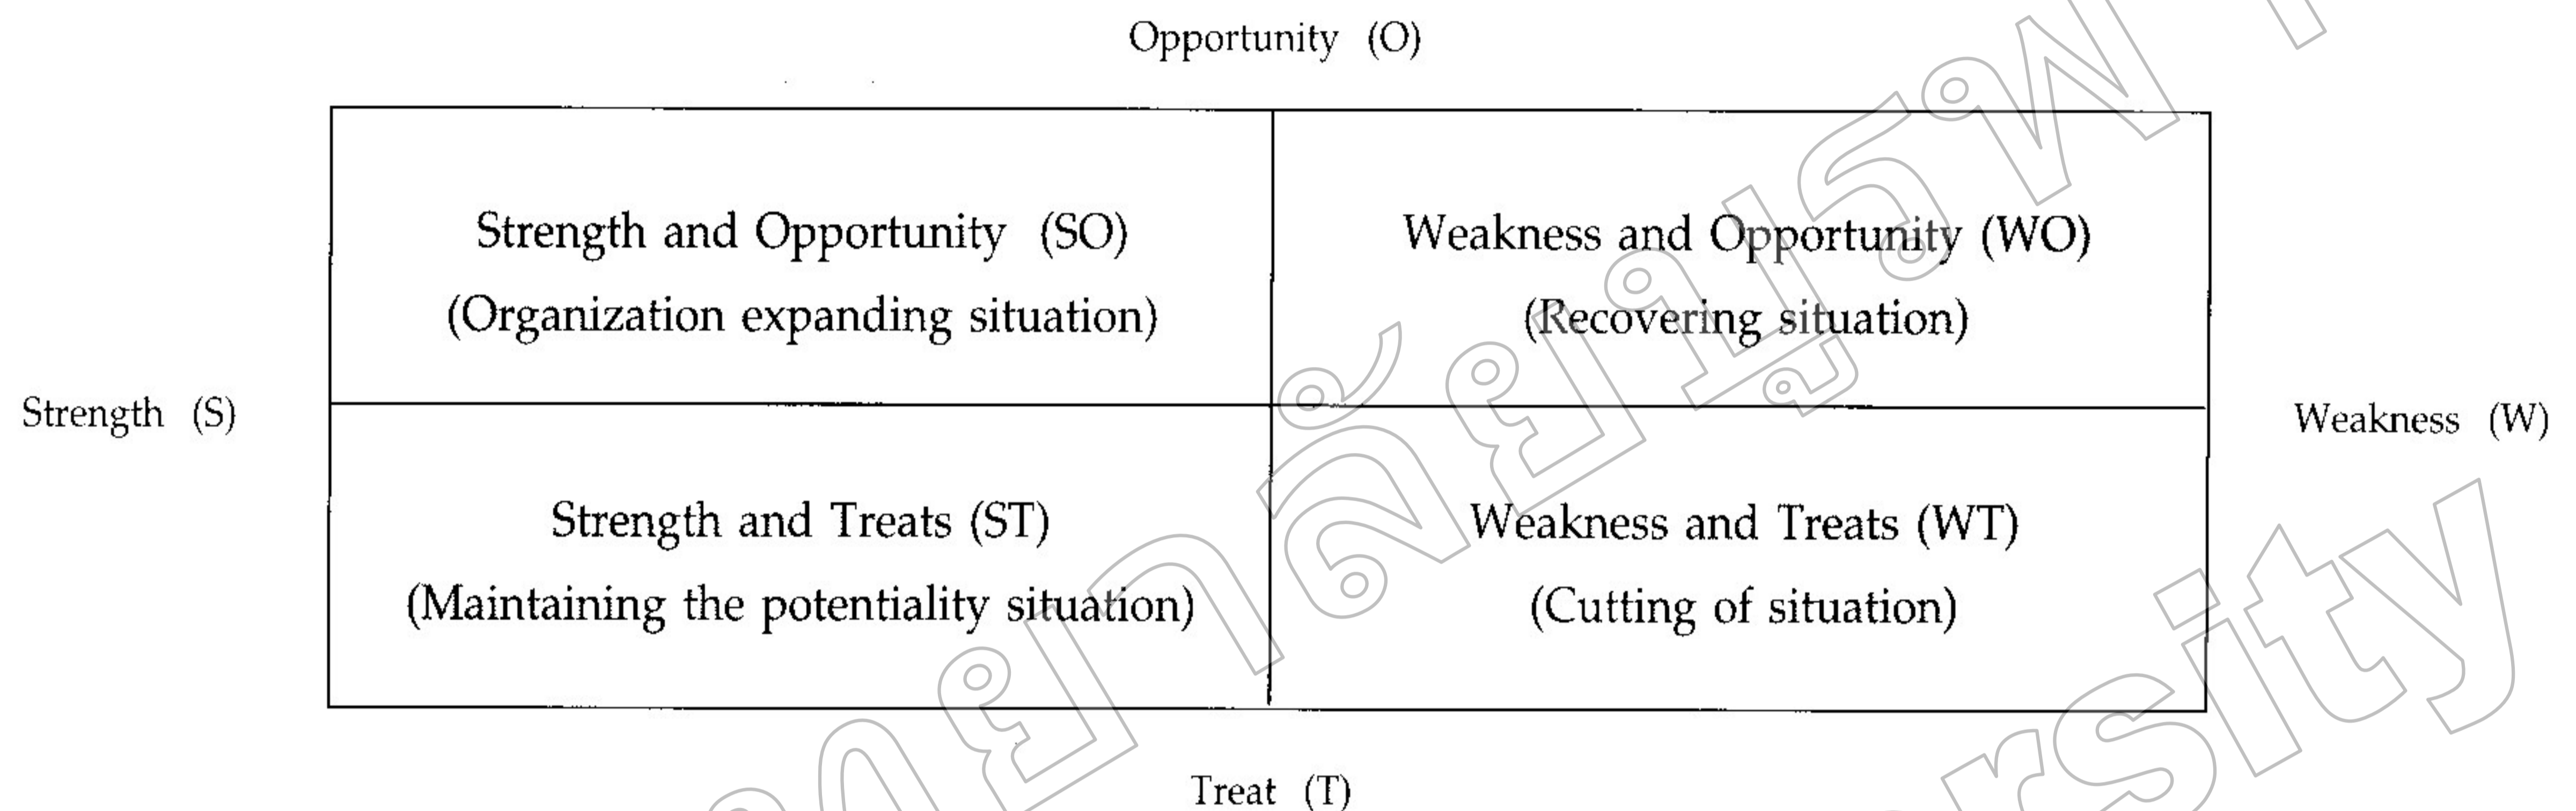 Opportunity (O)
Strength and Opportunity (SO)
(Organization expanding situation)
Weakness and Opportunity (WO)
(Recovering situation)
Strength (S)
Weakness (W)
Strength and Treats (ST)
(Maintaining the potentiality situation)
Weakness and Treats (WT)
(Cutting of situation)
Treat (T)